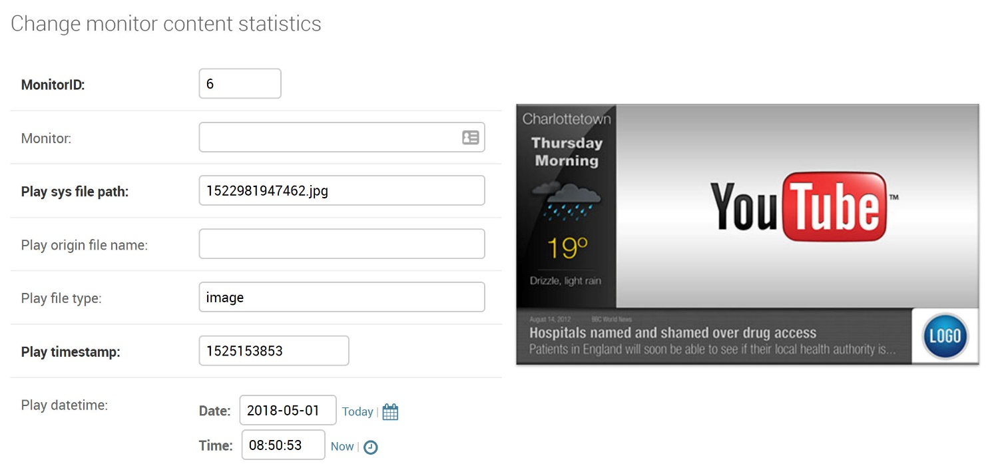 Change monitor content statistics
MonitorID: 6
Monitor:
Play sys file path: 1522981947462.jpg
Play origin file name:
Play file type: image
Play timestamp: 1525153853
Play datetime: Date: 2018-05-01 Today |
Time: 08:50:53 Now |
Charlottetown
Thursday
Morning
19°
Drizzle, light rain
YouTube™
August 14, 2012 BBC World News
Hospitals named and shamed over drug access
Patients in England will soon be able to see if their local health authority is...
LOGO